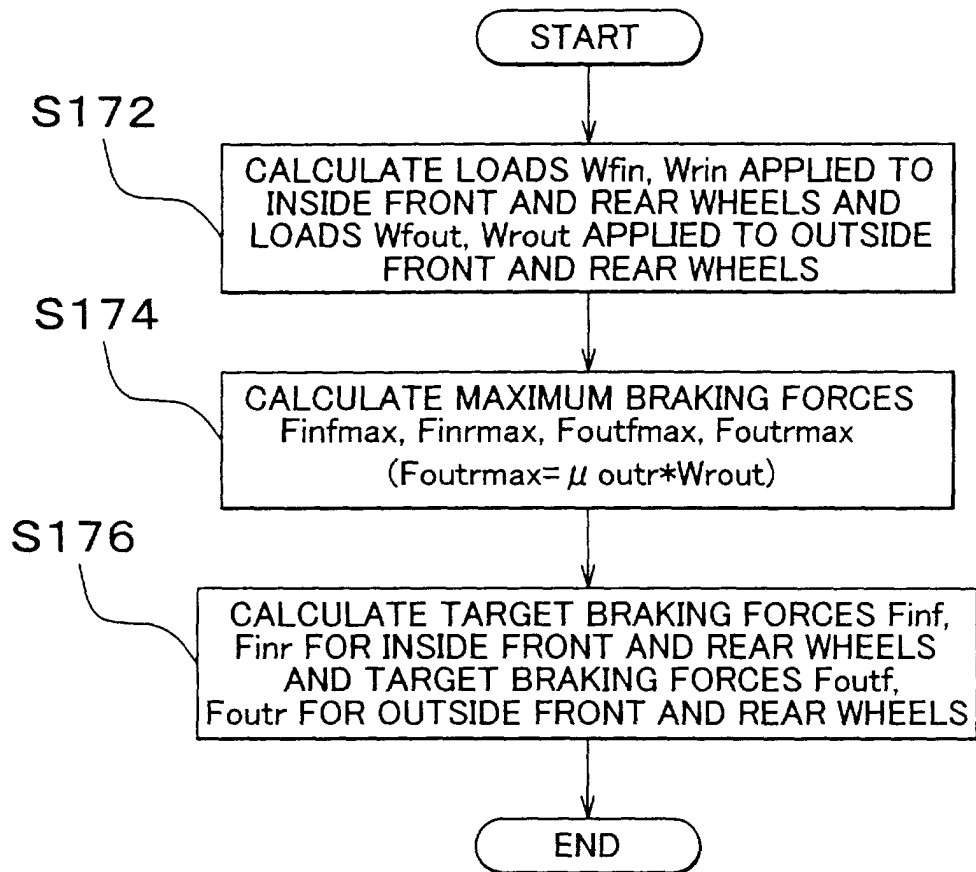 START
S172
CALCULATE LOADS Wfin, Wrin APPLIED TO
INSIDE FRONT AND REAR WHEELS AND
LOADS Wfout, Wrout APPLIED TO OUTSIDE
FRONT AND REAR WHEELS
S174
CALCULATE MAXIMUM BRAKING FORCES
Finfmax, Finrmax, Foutfmax, Foutrmax
(Foutrmax= μ outr*Wrout)
S176
CALCULATE TARGET BRAKING FORCES Finf,
Finr FOR INSIDE FRONT AND REAR WHEELS
AND TARGET BRAKING FORCES Foutf,
Foutr FOR OUTSIDE FRONT AND REAR WHEELS
END